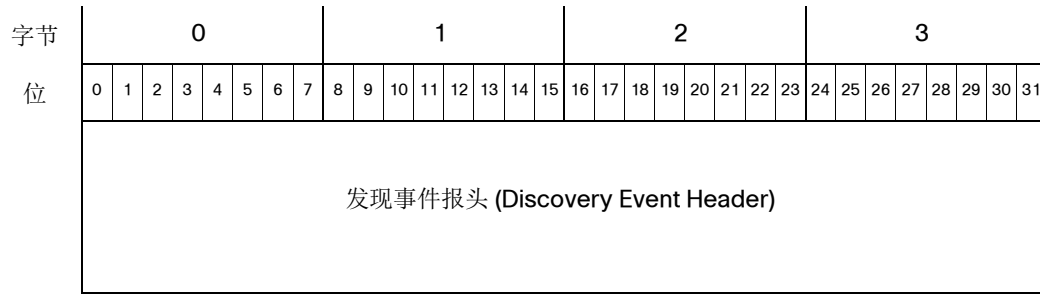 字节 0 1 2 3
位 0 1 2 3 4 5 6 7 8 9 10 11 12 13 14 15 16 17 18 19 20 21 22 23 24 25 26 27 28 29 30 31
发现事件报头 (Discovery Event Header)